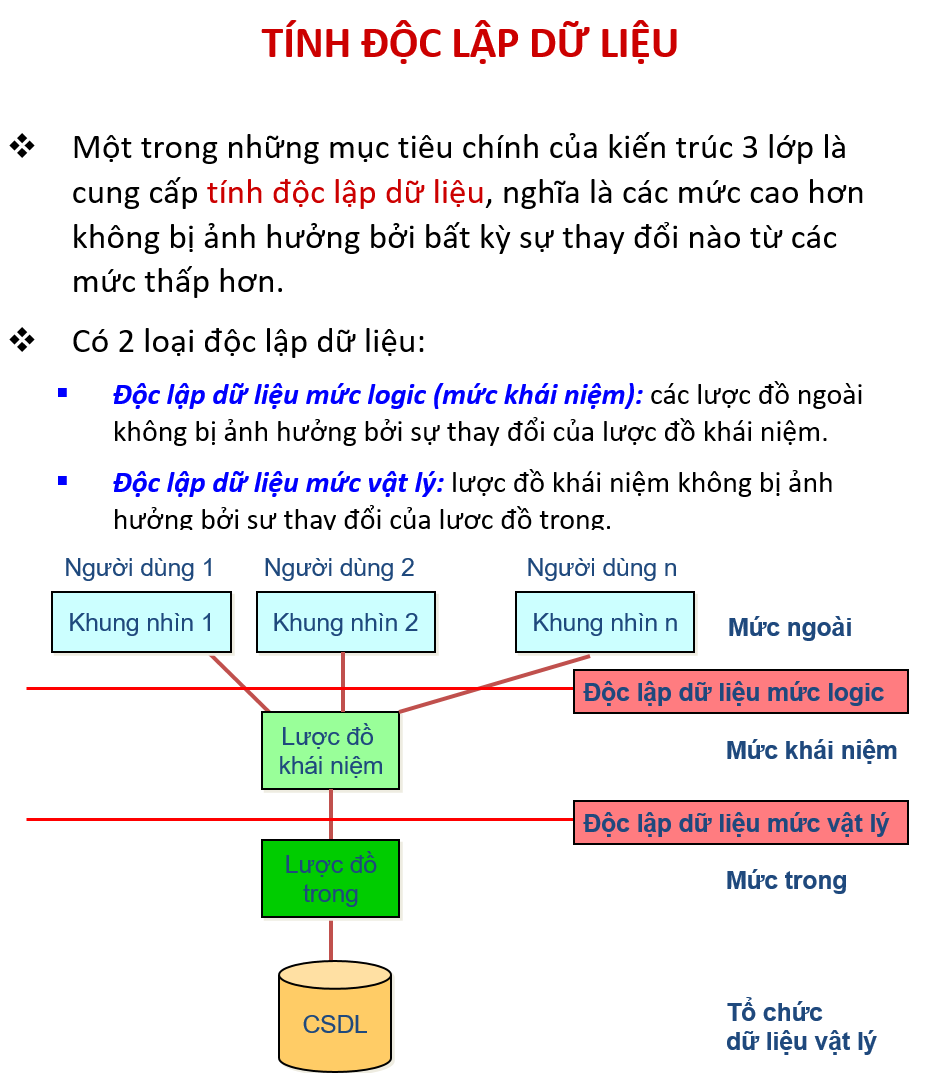 TÍNH ĐỘC LẬP DỮ LIỆU
Một trong những mục tiêu chính của kiến trúc 3 lớp là
cung cấp tính độc lập dữ liệu, nghĩa là các mức cao hơn
không bị ảnh hưởng bởi bất kỳ sự thay đổi nào từ các
mức thấp hơn.
Có 2 loại độc lập dữ liệu:
Độc lập dữ liệu mức logic (mức khái niệm): các lược đồ ngoài
không bị ảnh hưởng bởi sự thay đổi của lược đồ khái niệm.
Độc lập dữ liệu mức vật lý: lược đồ khái niệm không bị ảnh
hưởng bởi sự thay đổi của lược đồ trong.
Người dùng 1 Người dùng 2 Người dùng n
Khung nhìn 1 Khung nhìn 2 Khung nhìn n
Mức ngoài
Độc lập dữ liệu mức logic
Lược đồ
khái niệm
Mức khái niệm
Độc lập dữ liệu mức vật lý
Lược đồ
trong
Mức trong
CSDL
Tổ chức
dữ liệu vật lý